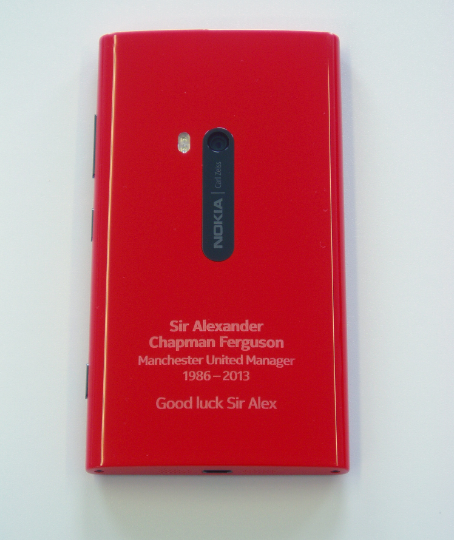 NOKIA Carl Zeiss
Sir Alexander
Chapman Ferguson
Manchester United Manager
1986 – 2013
Good luck Sir Alex